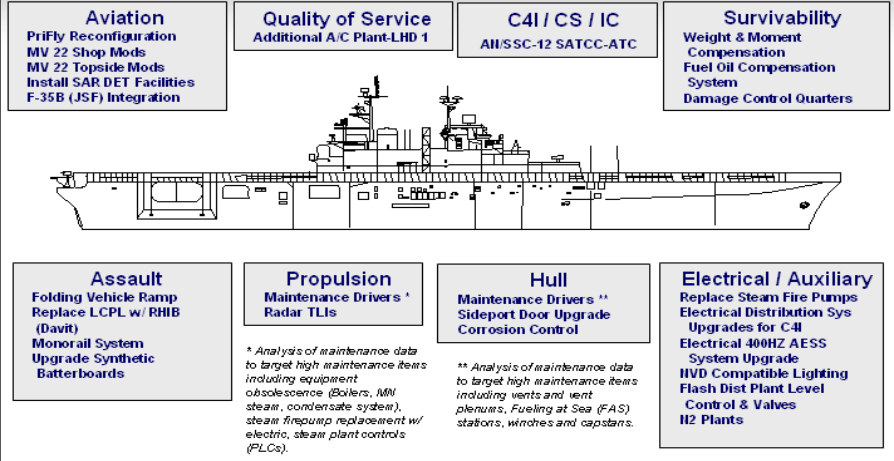 Aviation
PriFly Reconfiguration
MV 22 Shop Mods
MV 22 Topside Mods
Install SAR DET Facilities
F-35B (JSF) Integration
Quality of Service
Additional A/C Plant-LHD 1
C4I / CS / IC
AN/SSC-12 SATCC-ATC
Survivability
Weight & Moment
Compensation
Fuel Oil Compensation
System
Damage Control Quarters
Assault
Folding Vehicle Ramp
Replace LCPL w/ RHIB
(Davit)
Monorail System
Upgrade Synthetic
Batterboards
Propulsion
Maintenance Drivers *
Radar TLIs
* Analysis of maintenance data
to target high maintenance items
including equipment
obsolescence (Boilers, MN
steam, condensate system),
steam firepump replacement w/
electric, steam plant controls
(PLCs).
Hull
Maintenance Drivers **
Sideport Door Upgrade
Corrosion Control
** Analysis of maintenance data
to target high maintenance items
including vents and vent
plenums, Fueling at Sea (FAS)
stations, winches and capstans.
Electrical / Auxiliary
Replace Steam Fire Pumps
Electrical Distribution Sys
Upgrades for C4I
Electrical 400HZ AESS
System Upgrade
NVD Compatible Lighting
Flash Dist Plant Level
Control & Valves
N2 Plants